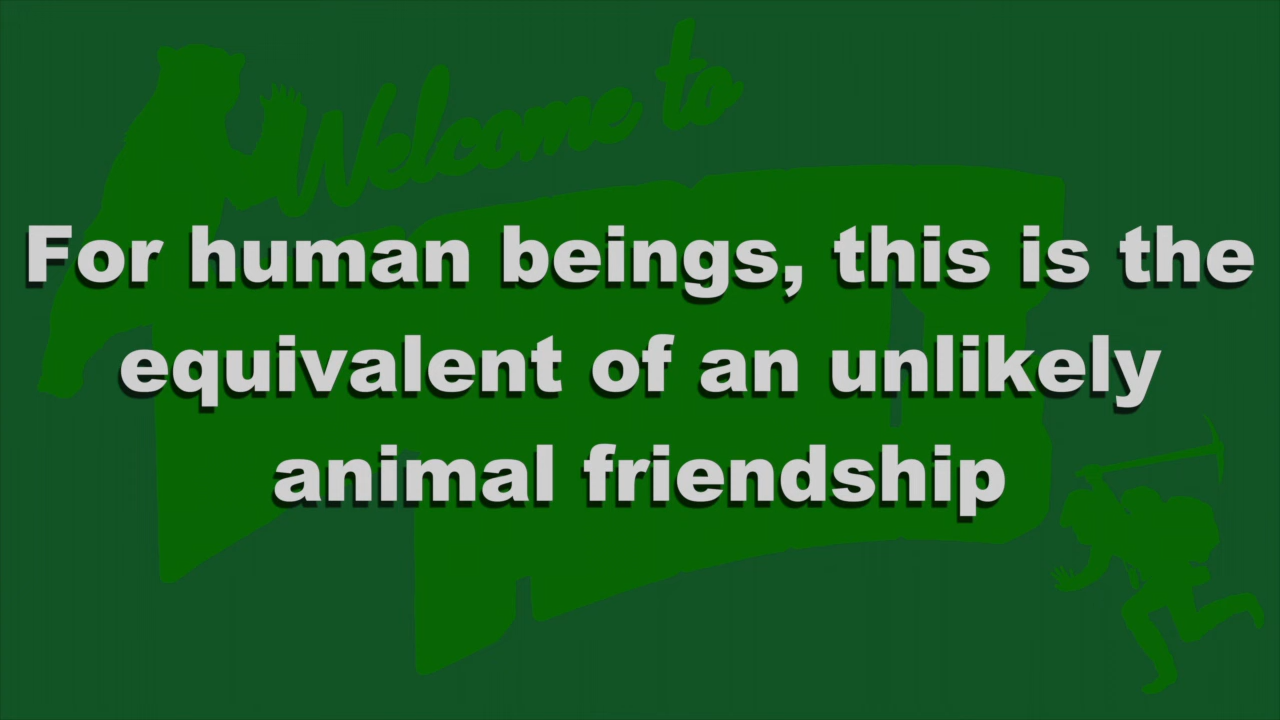 Welcome to
For human beings, this is the
equivalent of an unlikely
animal friendship